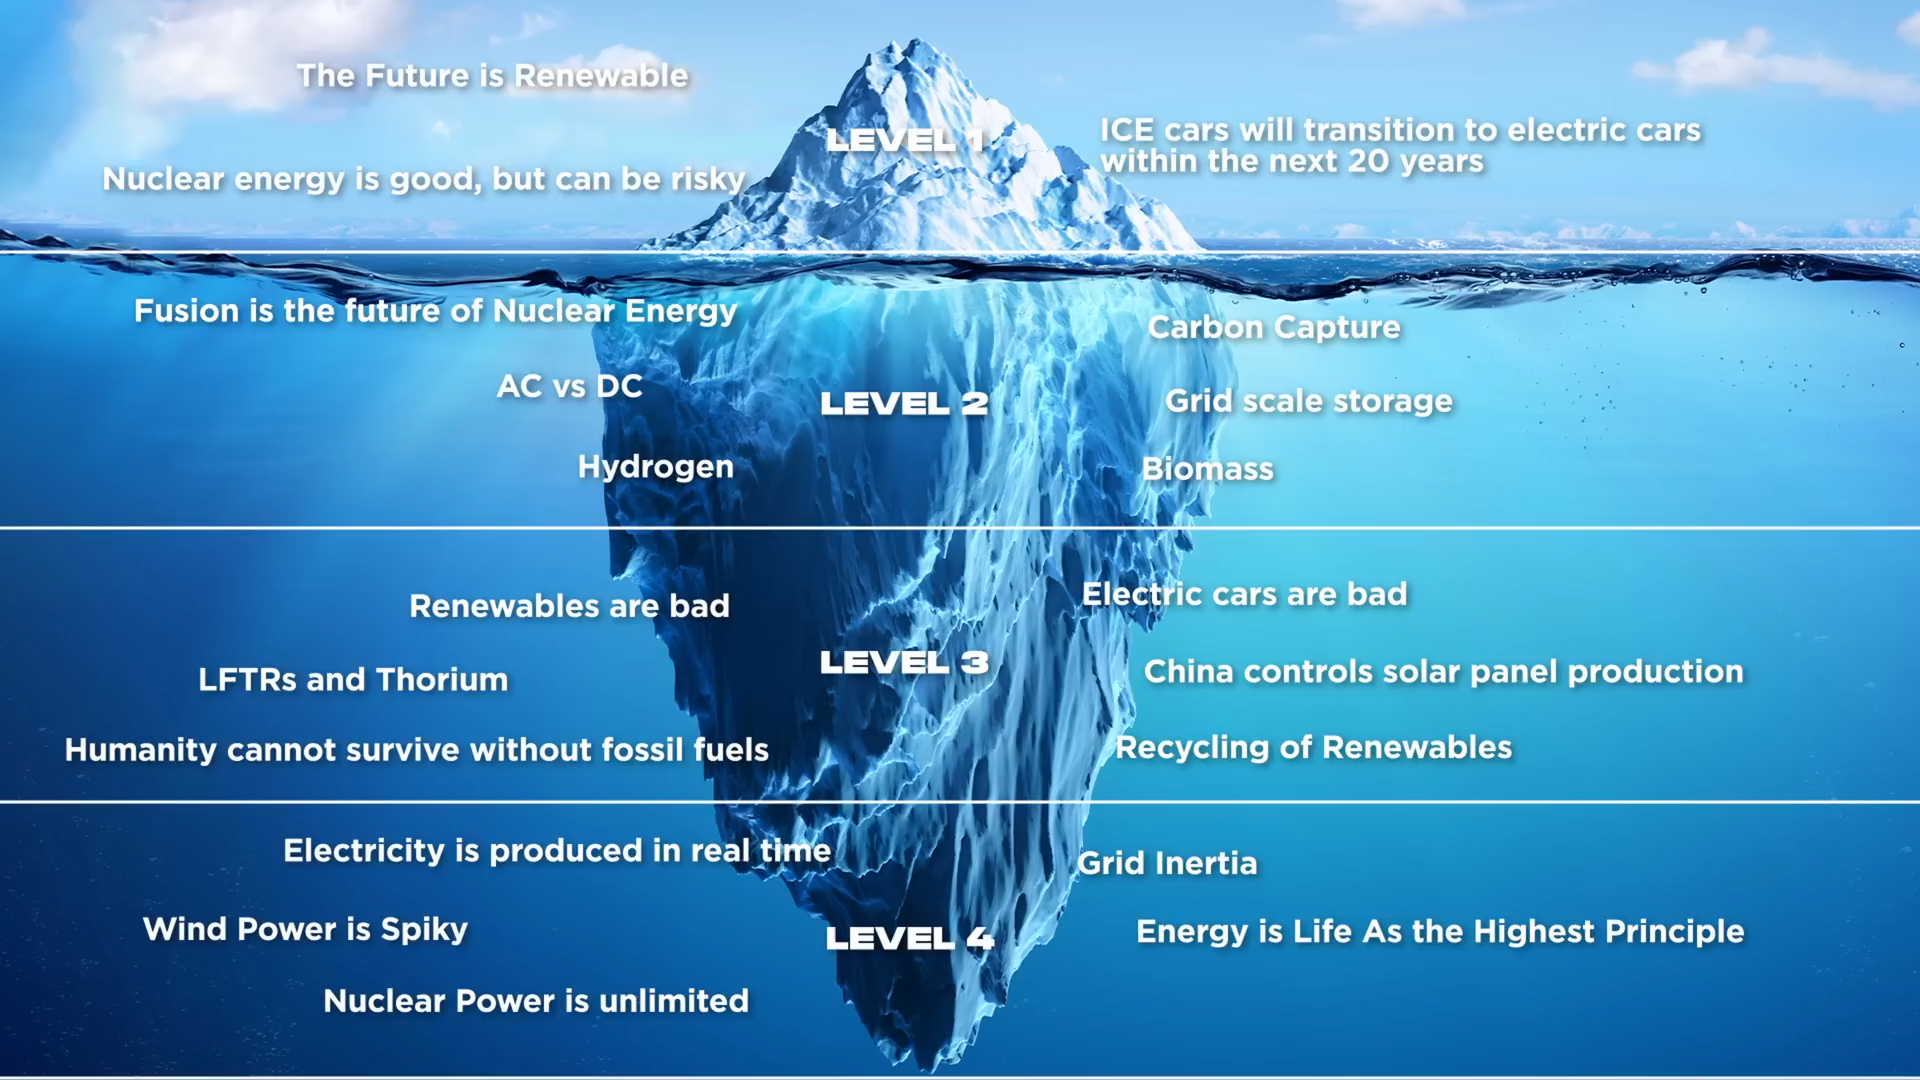 The Future is Renewable
LEVEL 1
ICE cars will transition to electric cars
within the next 20 years
Nuclear energy is good, but can be risky
Fusion is the future of Nuclear Energy
Carbon Capture
AC vs DC
LEVEL 2
Grid scale storage
Hydrogen
Biomass
Renewables are bad
Electric cars are bad
LEVEL 3
LFTRs and Thorium
China controls solar panel production
Humanity cannot survive without fossil fuels
Recycling of Renewables
Electricity is produced in real time
Grid Inertia
Wind Power is Spiky
LEVEL 4
Energy is Life As the Highest Principle
Nuclear Power is unlimited